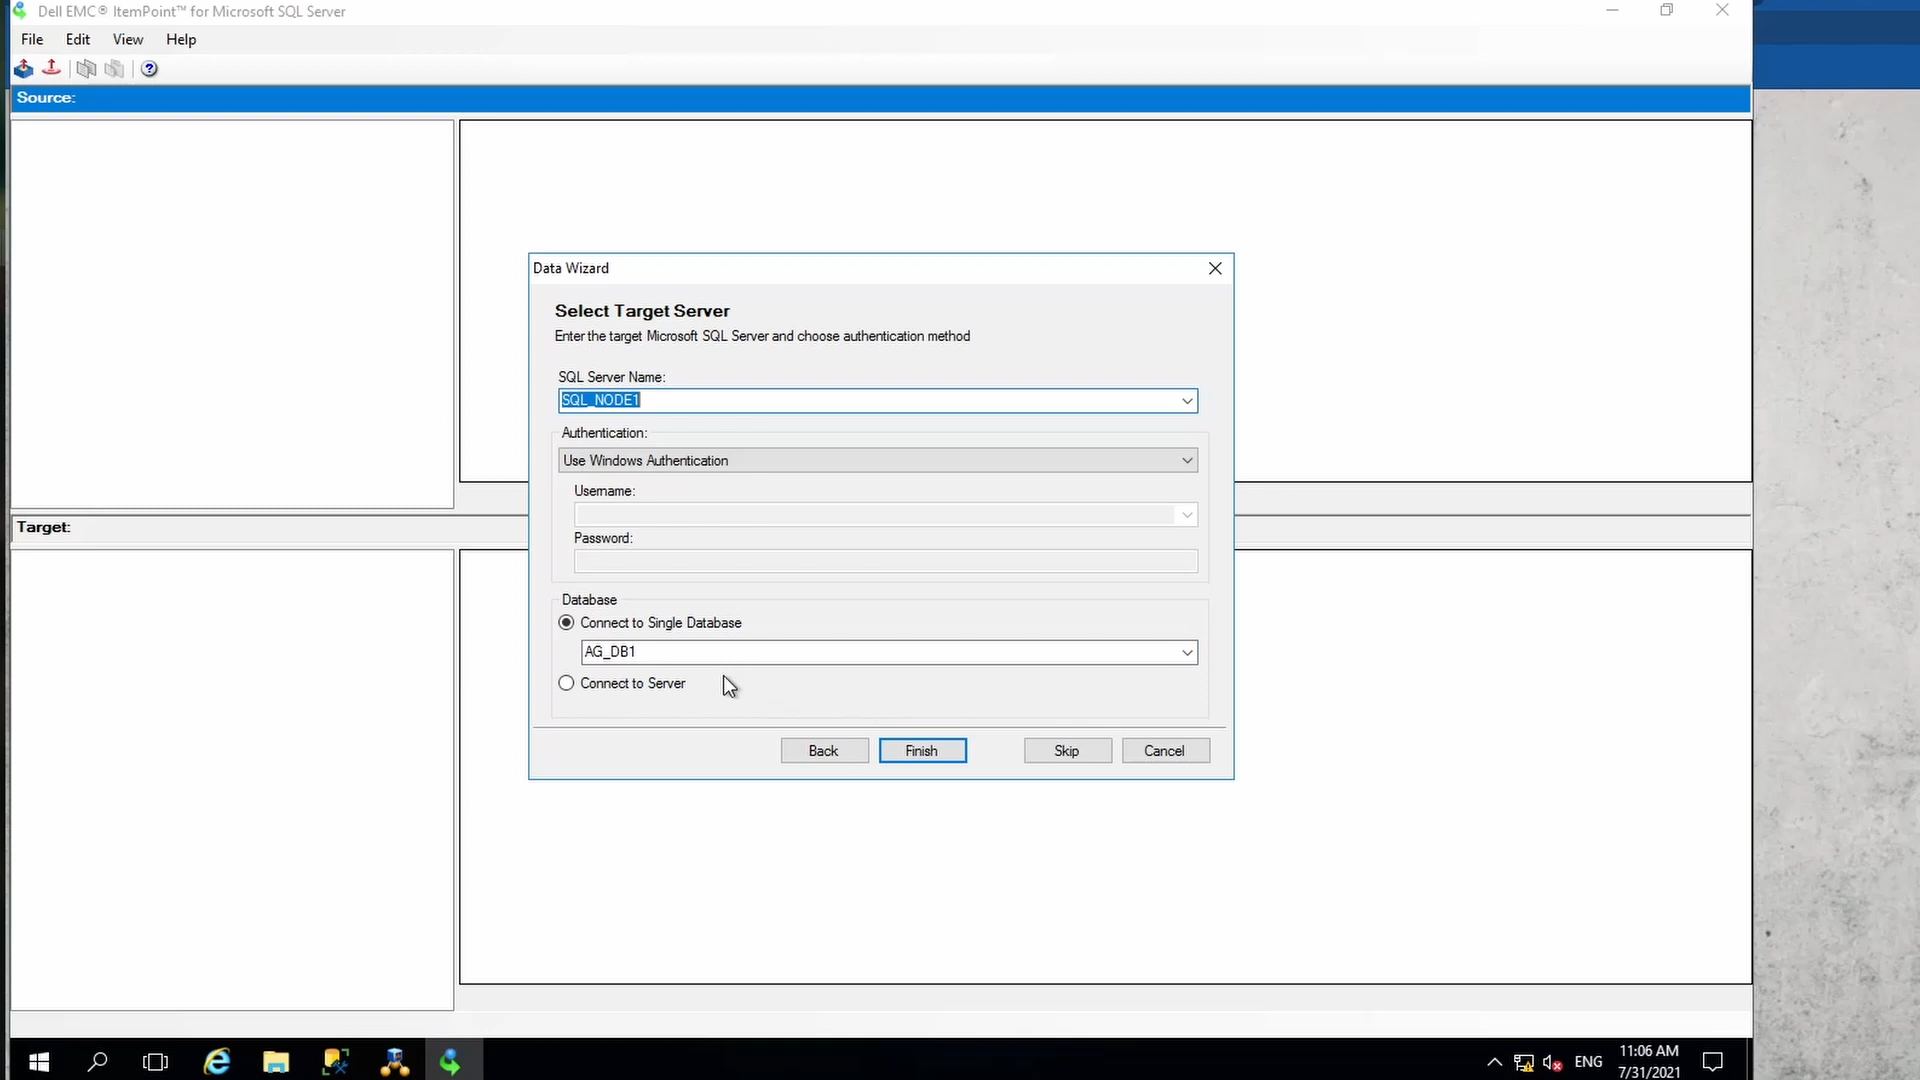 Dell EMC® ItemPoint™ for Microsoft SQL Server
File Edit View Help
Source:
Data Wizard
Select Target Server
Enter the target Microsoft SQL Server and choose authentication method
SQL Server Name:
SQL_NODE1
Authentication:
Use Windows Authentication
Username:
Password:
Target:
Database
Connect to Single Database
AG_DB1
Connect to Server
Back Finish Skip Cancel
ENG
11:06 AM
7/31/2021